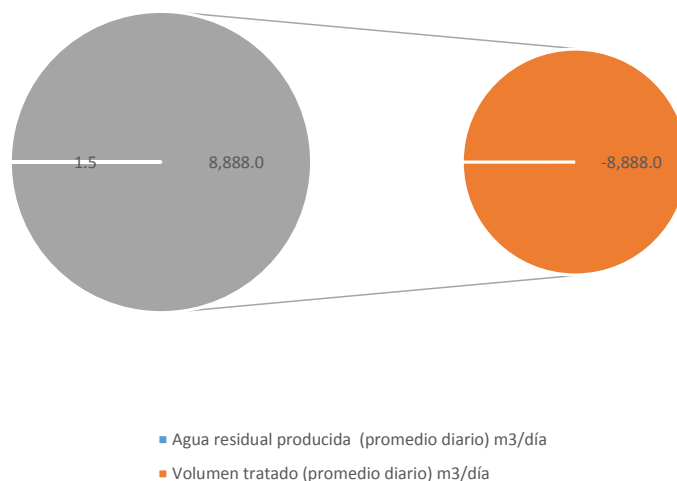 1.5
8,888.0
-8,888.0
Agua residual producida (promedio diario) m3/día
Volumen tratado (promedio diario) m3/día